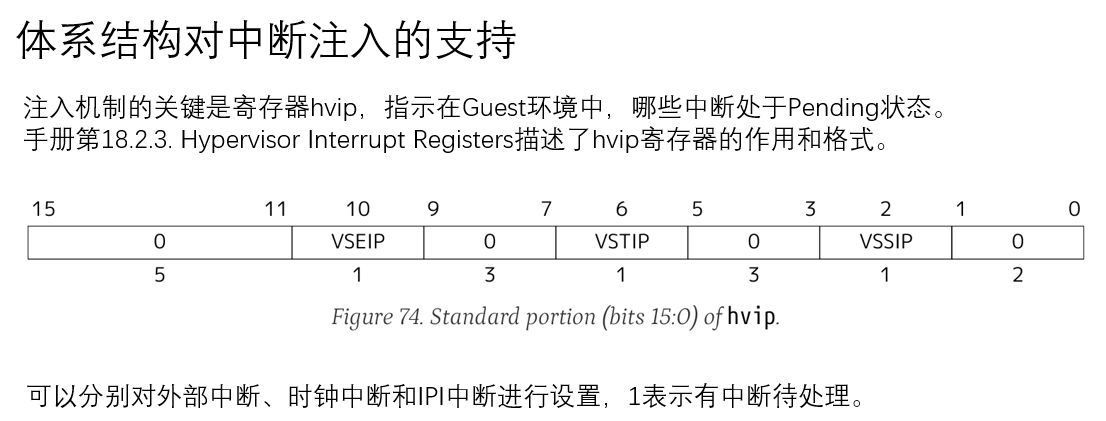 体系结构对中断注入的支持
注入机制的关键是寄存器hvip，指示在Guest环境中，哪些中断处于Pending状态。
手册第18.2.3. Hypervisor Interrupt Registers描述了hvip寄存器的作用和格式。
15 11 10 9 7 6 5 3 2 1 0
0 VSEIP 0 VSTIP 0 VSSIP 0
5 1 3 1 3 1 2
Figure 74. Standard portion (bits 15:0) of hvip.
可以分别对外部中断、时钟中断和IPI中断进行设置，1表示有中断待处理。